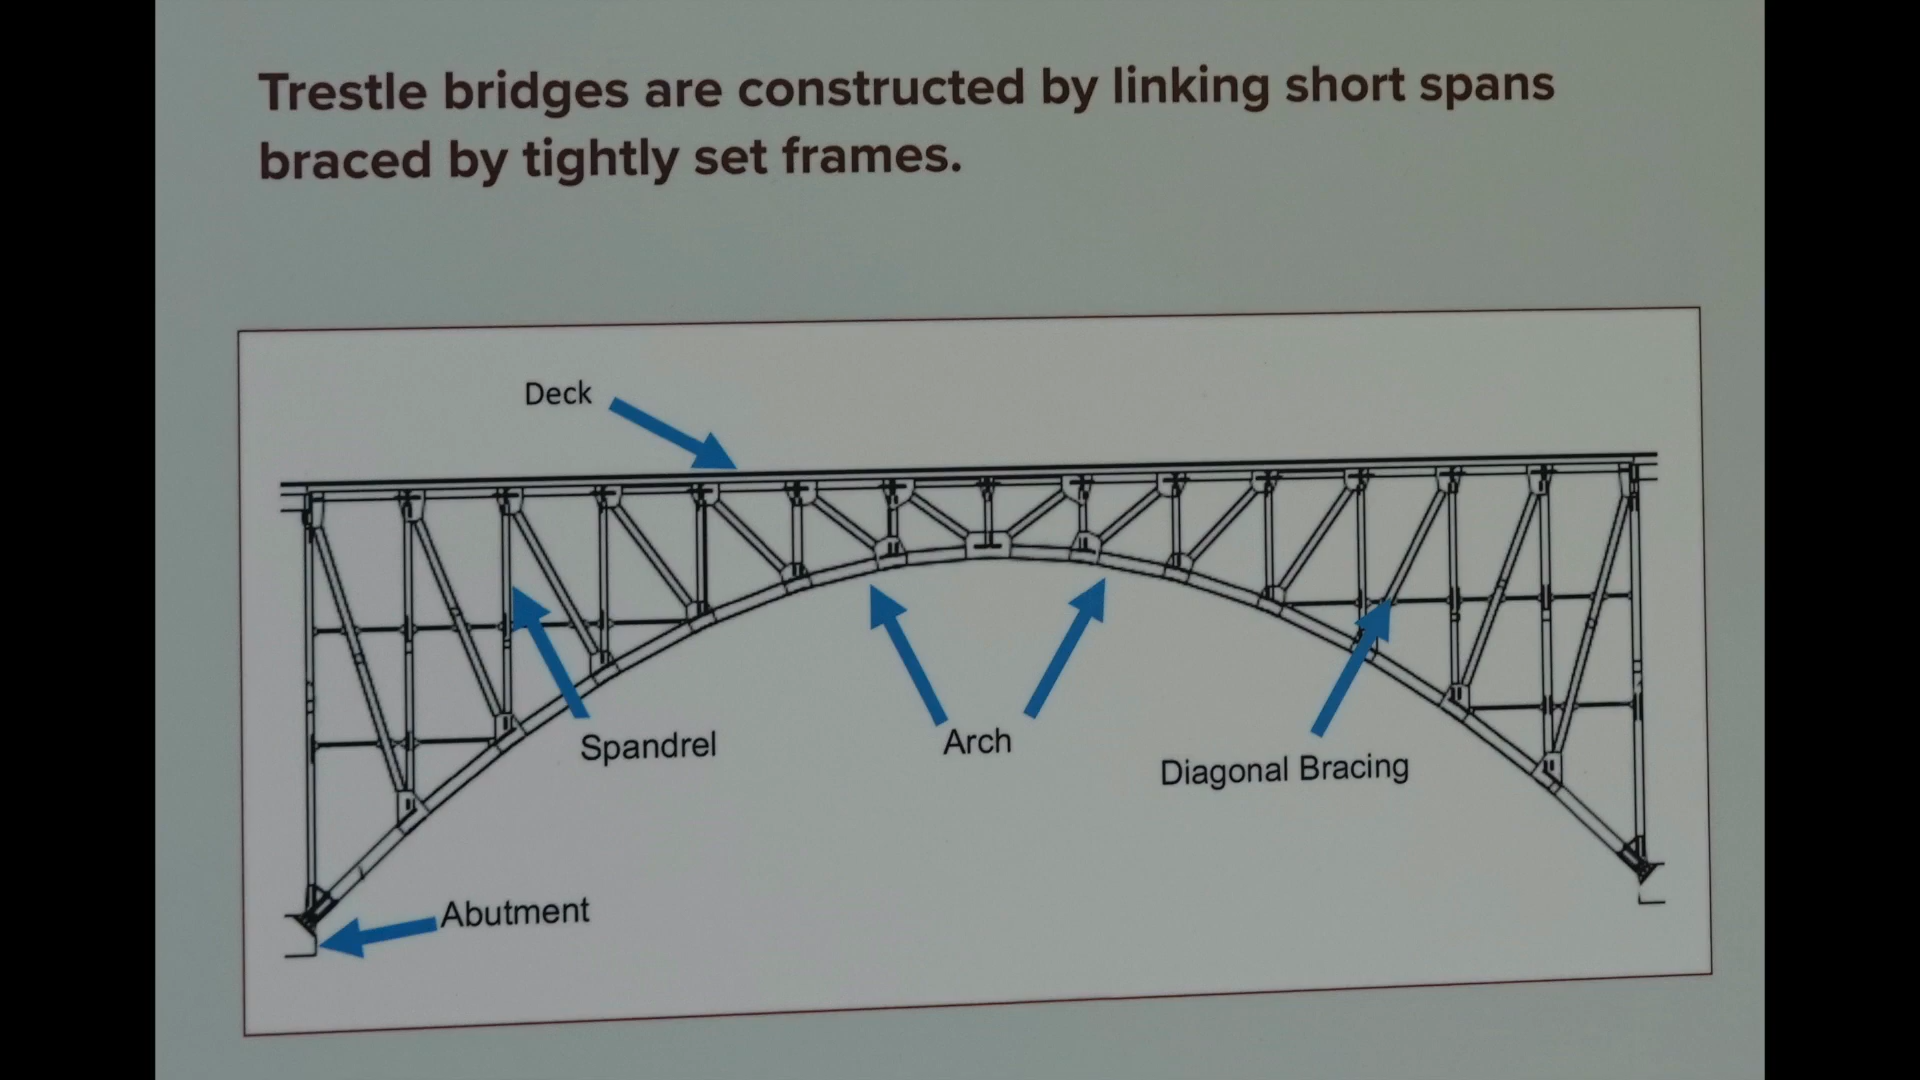 Trestle bridges are constructed by linking short spans
braced by tightly set frames.
Deck
Spandrel
Arch
Diagonal Bracing
Abutment